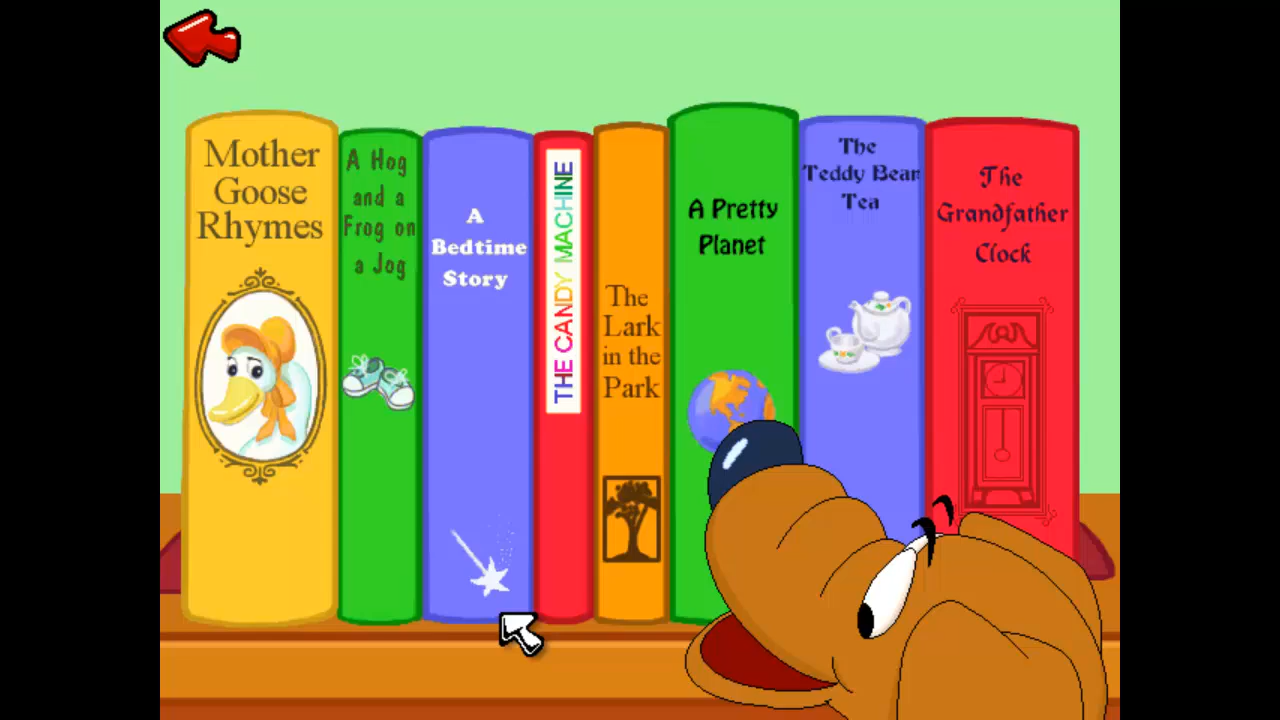 Mother
Goose
Rhymes
A Hog
and a
Frog on
a Jog
A
Bedtime
Story
THE CANDY MACHINE
The
Lark
in the
Park
A Pretty
Planet
The
Teddy Bear
Tea
The
Grandfather
Clock